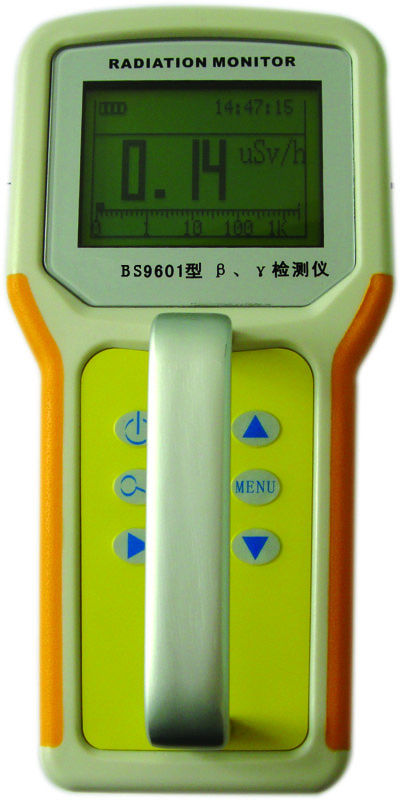 RADIATION MONITOR
14:47:15
0.14 uSv/h
0 1 10 100 1K
BS9601型 β、γ检测仪
MENU